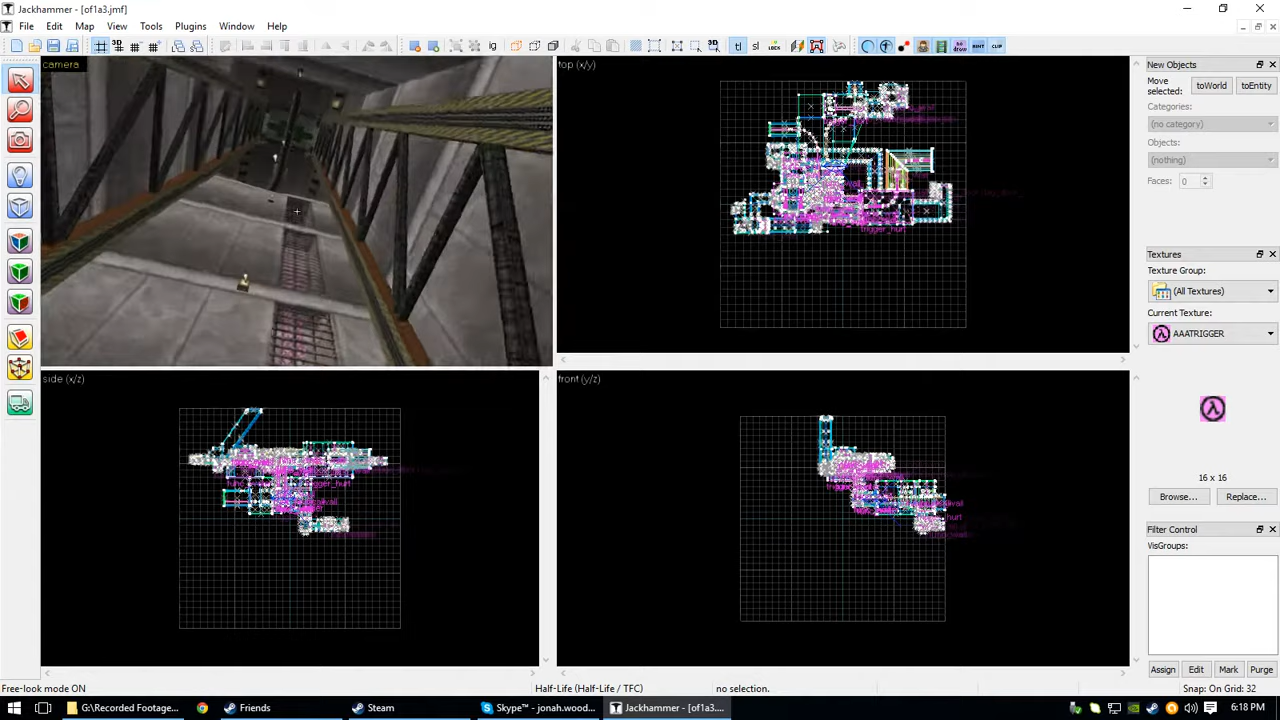 Jackhammer - [of1a3.jmf]
File Edit Map View Tools Plugins Window Help
camera
top (x/y)
trigger_hurt
side (x/z)
front (y/z)
New Objects
Move selected:
toWorld
toEntity
Categories:
(no category)
Objects:
(nothing)
Faces: 0
Textures
Texture Group:
(All Textures)
Current Texture:
AAATRIGGER
16 x 16
Browse...
Replace...
Filter Control
VisGroups:
Assign Edit Mark Purge
Free-look mode ON
Half-Life (Half-Life / TFC)
no selection.
Snap: On Grid: 32
G:\Recorded Footage...
Friends
Steam
Skype™ - jonah.wood...
Jackhammer - [of1a3....
6:18 PM